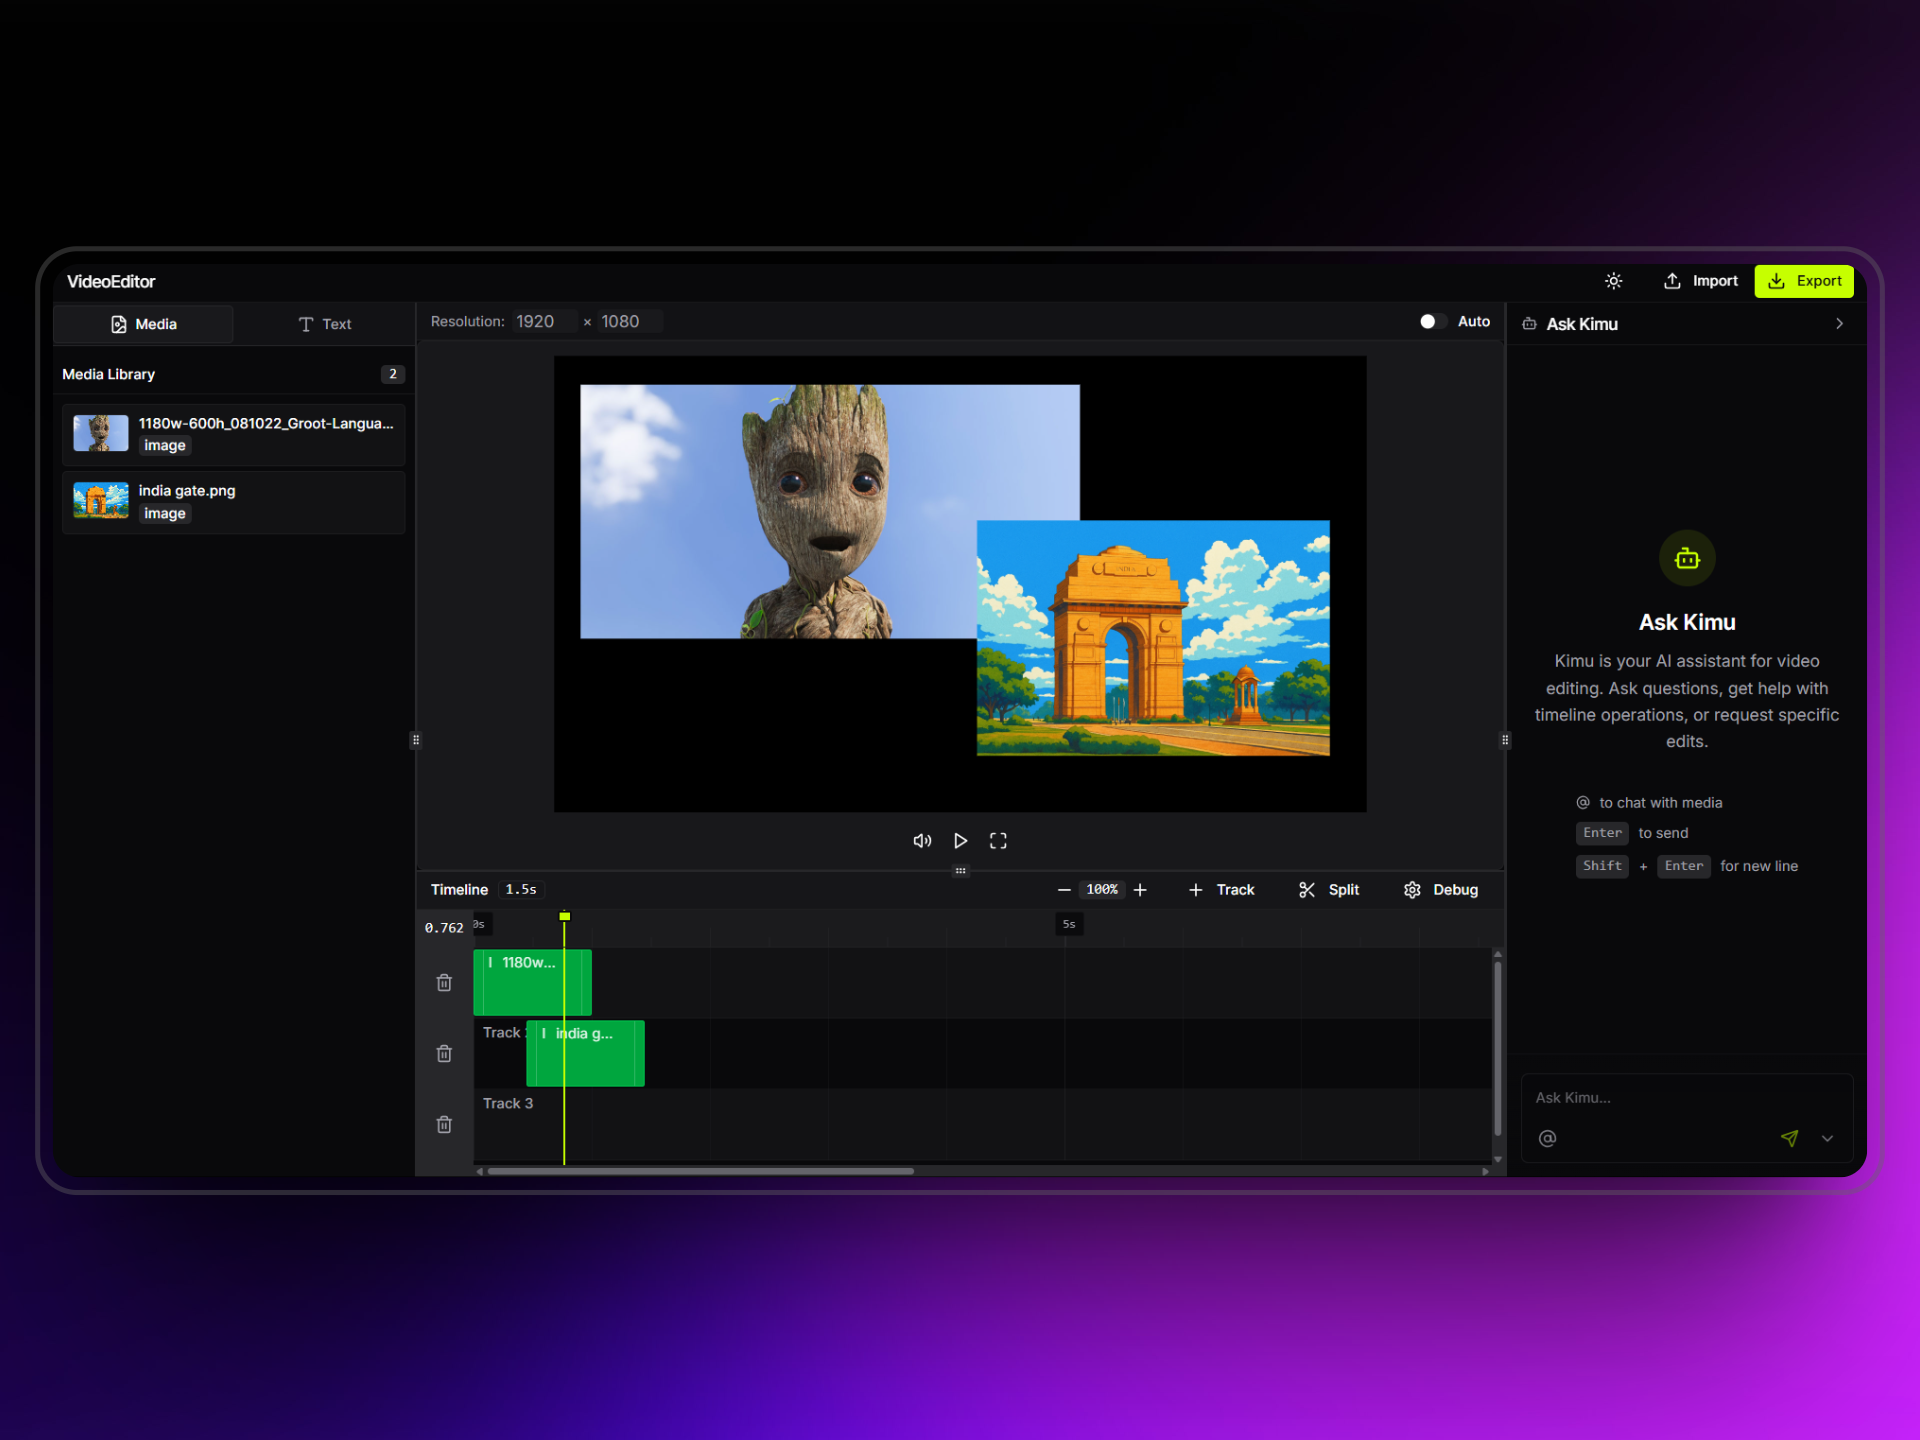 VideoEditor
Import
Export
Media
Text
Resolution: 1920 × 1080
Auto
Ask Kimu
Media Library
2
1180w-600h_081022_Groot-Langua...
image
india gate.png
image
INDIA
Ask Kimu
Kimu is your AI assistant for video
editing. Ask questions, get help with
timeline operations, or request specific
edits.
@ to chat with media
Enter to send
Shift + Enter for new line
Timeline 1.5s
100%
Track
Split
Debug
0.762
0s
5s
I 1180w...
Track
I india g...
Track 3
Ask Kimu...
@